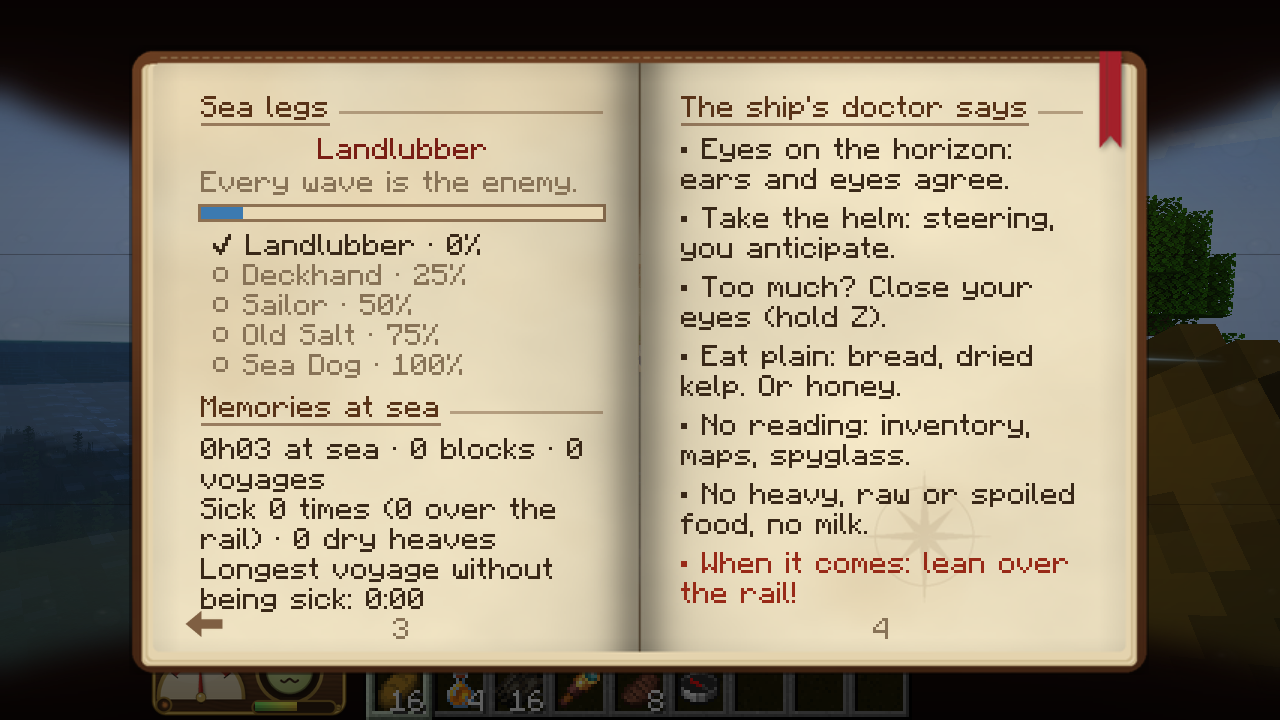 Sea legs
Landlubber
Every wave is the enemy.
✔ Landlubber · 0%
o Deckhand · 25%
o Sailor · 50%
o Old Salt · 75%
o Sea Dog · 100%
Memories at sea
0h03 at sea · 0 blocks · 0
voyages
Sick 0 times (0 over the
rail) · 0 dry heaves
Longest voyage without
being sick: 0:00
3
The ship's doctor says
• Eyes on the horizon:
ears and eyes agree.
• Take the helm: steering,
you anticipate.
• Too much? Close your
eyes (hold Z).
• Eat plain: bread, dried
kelp. Or honey.
• No reading: inventory,
maps, spyglass.
• No heavy, raw or spoiled
food, no milk.
• When it comes: lean over
the rail!
4
16 4 16 8